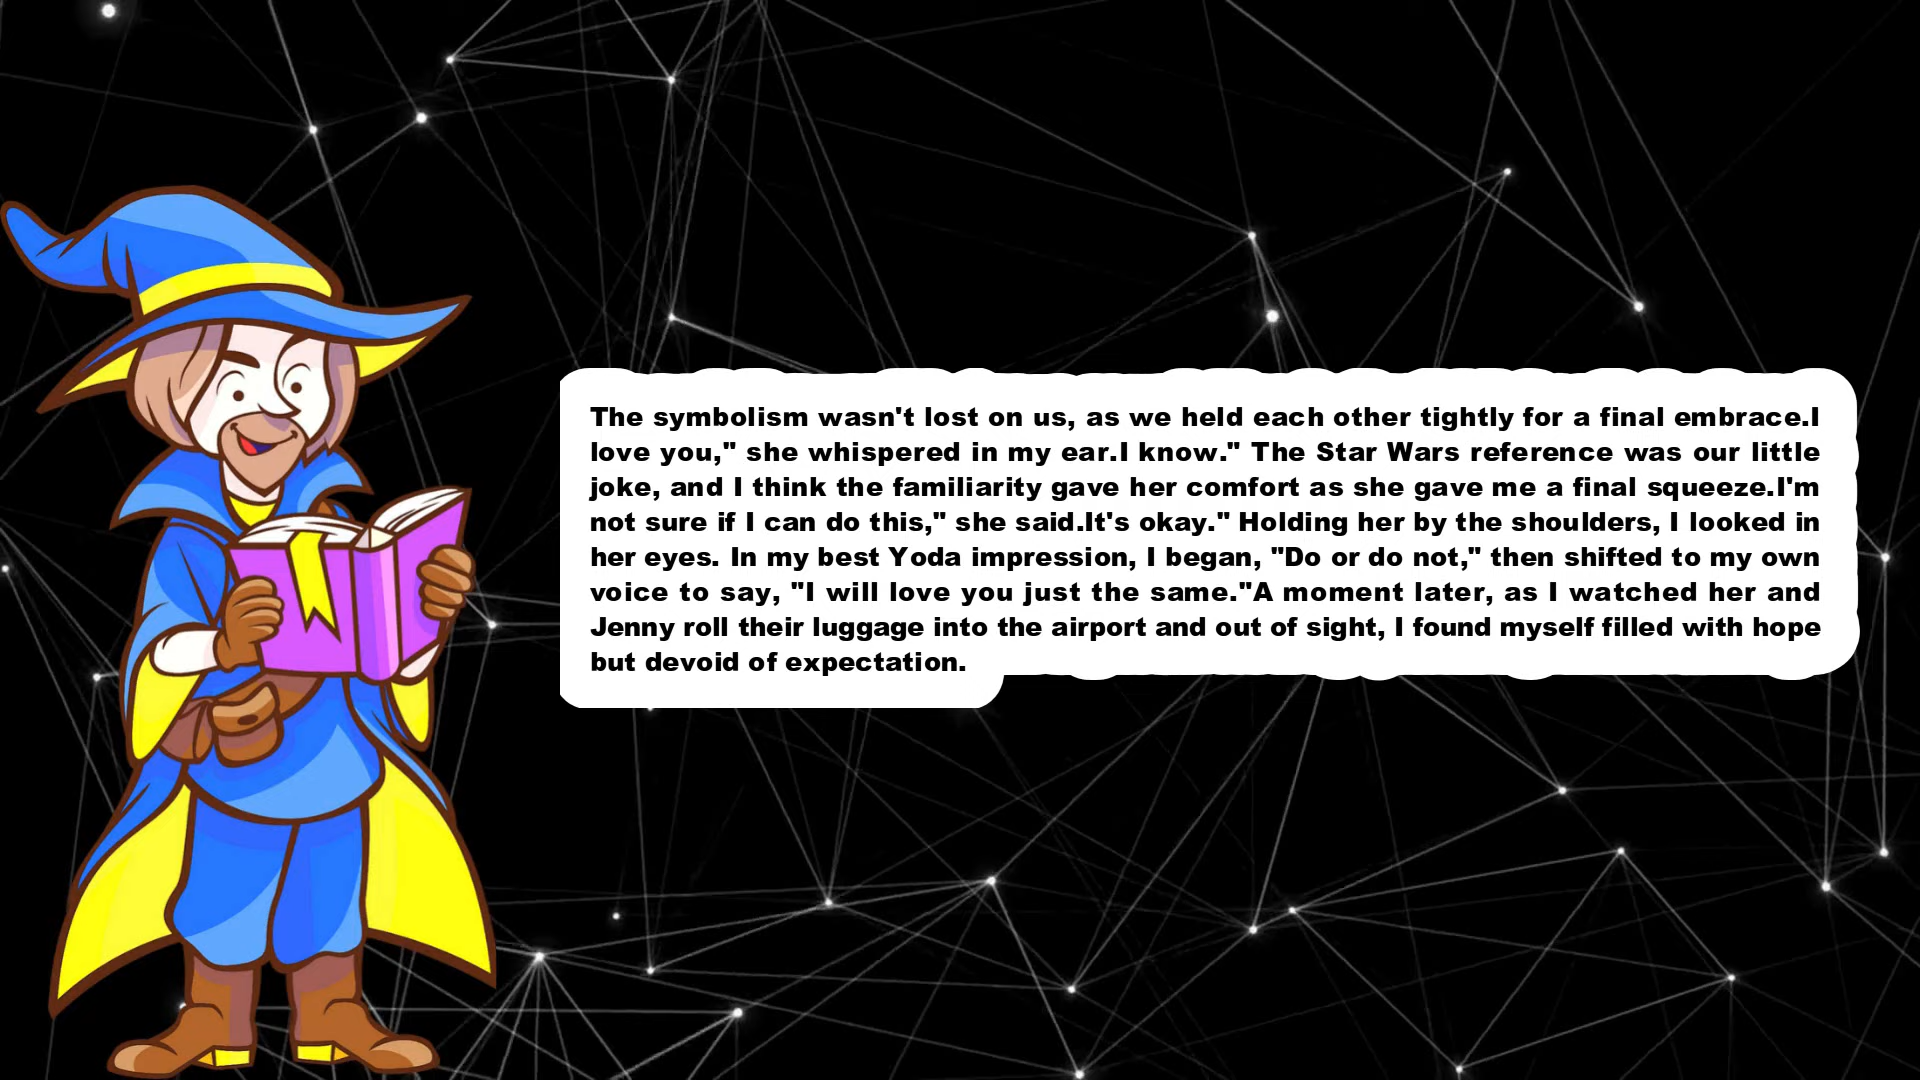 The symbolism wasn't lost on us, as we held each other tightly for a final embrace.I
love you," she whispered in my ear.I know." The Star Wars reference was our little
joke, and I think the familiarity gave her comfort as she gave me a final squeeze.I'm
not sure if I can do this," she said.It's okay." Holding her by the shoulders, I looked in
her eyes. In my best Yoda impression, I began, "Do or do not," then shifted to my own
voice to say, "I will love you just the same."A moment later, as I watched her and
Jenny roll their luggage into the airport and out of sight, I found myself filled with hope
but devoid of expectation.